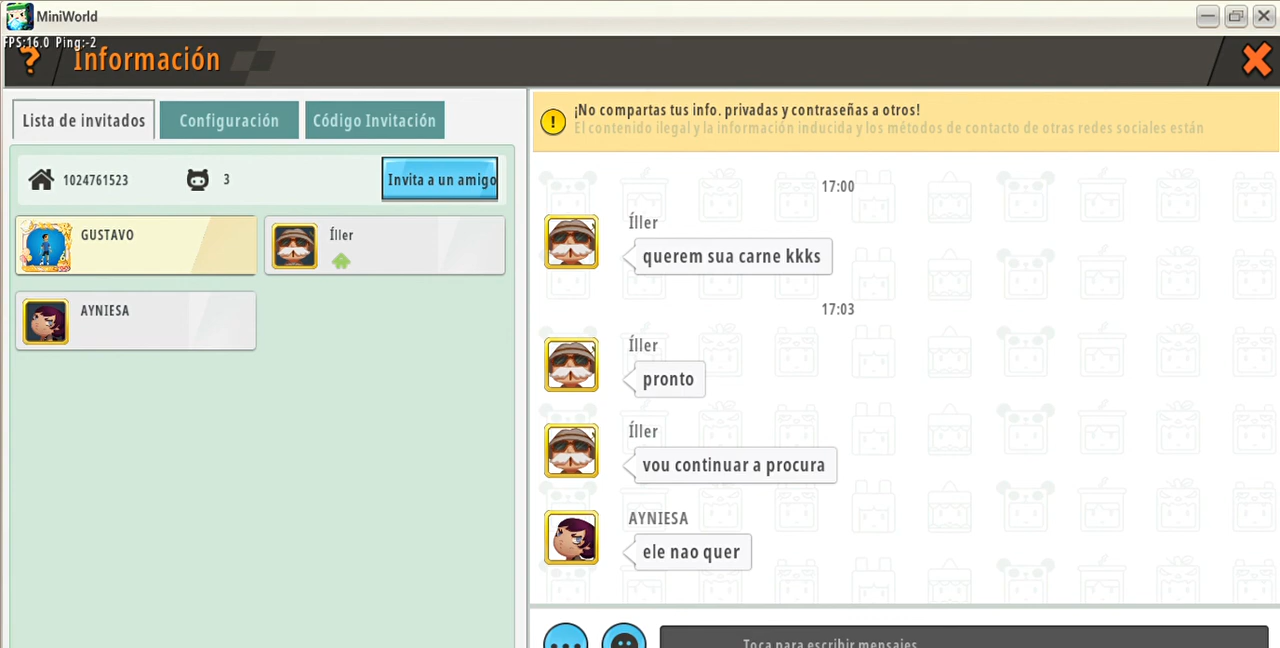 MiniWorld
FPS:16.0 Ping:-2
?
Información
Lista de invitados
Configuración
Código Invitación
1024761523
3
Invita a un amigo
GUSTAVO
Íller
AYNIESA
¡No compartas tus info. privadas y contraseñas a otros!
El contenido ilegal y la información inducida y los métodos de contacto de otras redes sociales están
17:00
Íller
querem sua carne kkks
17:03
Íller
pronto
Íller
vou continuar a procura
AYNIESA
ele nao quer
Toca para escribir mensajes